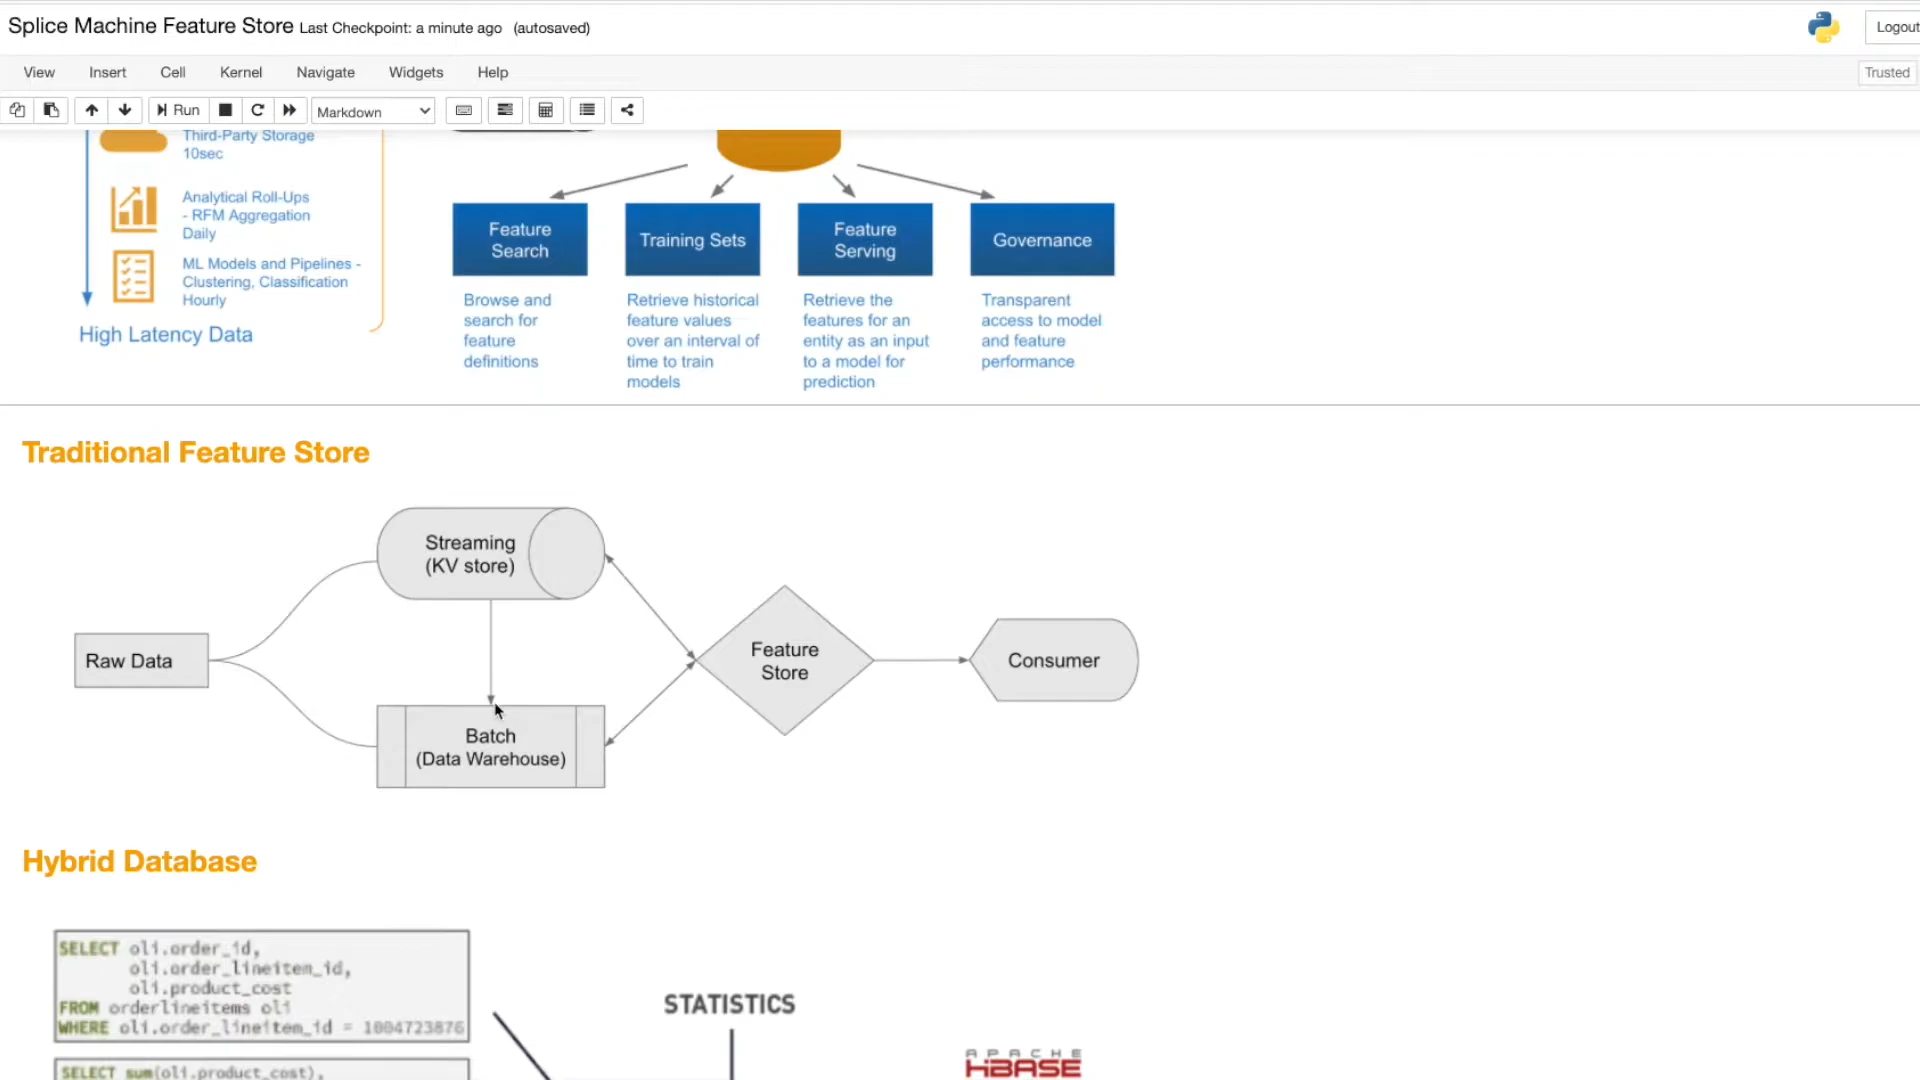 Splice Machine Feature Store Last Checkpoint: a minute ago (autosaved)
Logout
View Insert Cell Kernel Navigate Widgets Help
Trusted
Run
Markdown
Third-Party Storage
10sec
Analytical Roll-Ups
- RFM Aggregation
Daily
ML Models and Pipelines -
Clustering, Classification
Hourly
High Latency Data
Feature
Search
Browse and
search for
feature
definitions
Training Sets
Retrieve historical
feature values
over an interval of
time to train
models
Feature
Serving
Retrieve the
features for an
entity as an input
to a model for
prediction
Governance
Transparent
access to model
and feature
performance
Traditional Feature Store
Raw Data
Streaming
(KV store)
Batch
(Data Warehouse)
Feature
Store
Consumer
Hybrid Database
SELECT oli.order_id,
oli.order_lineitem_id,
oli.product_cost
FROM orderlineitems oli
WHERE oli.order_lineitem_id = 1004723876
SELECT sum(oli.product_cost),
STATISTICS
APACHE
HBASE